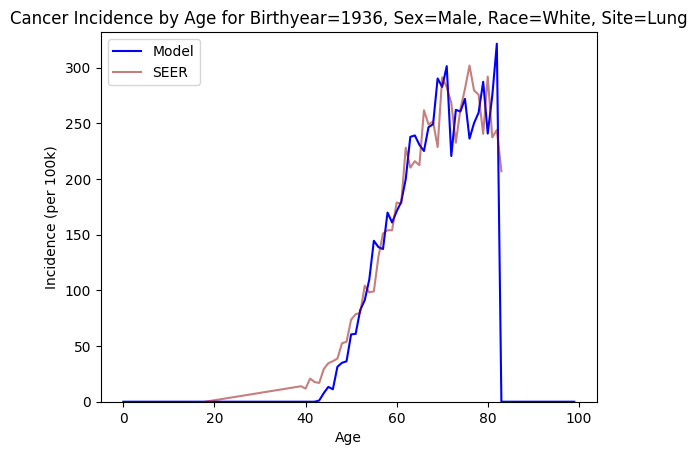 Cancer Incidence by Age for Birthyear=1936, Sex=Male, Race=White, Site=Lung
Model
SEER
300
250
200
150
100
50
0
Incidence (per 100k)
0 20 40 60 80 100
Age